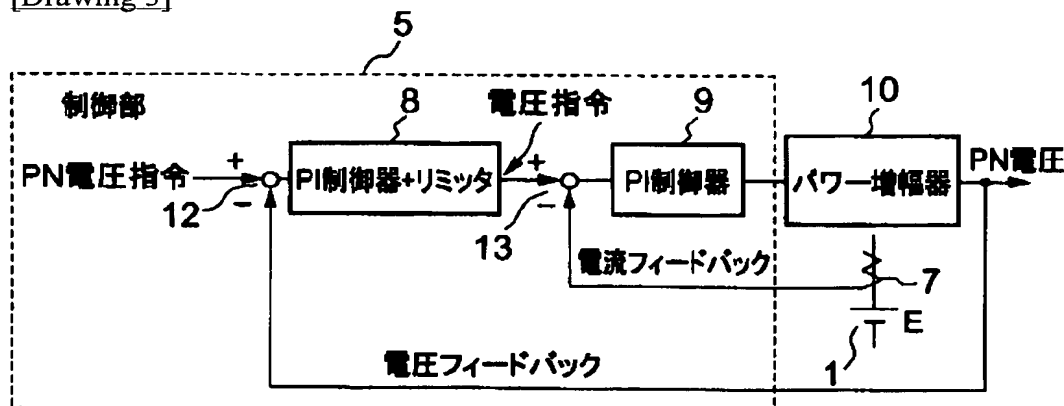 [Drawing 3]
5
制御部
8
電圧指令
9
10
PN電圧指令
+
−
12
PI制御器+リミッタ
+
−
13
PI制御器
パワー増幅器
PN電圧
電流フィードバック
7
E
1
電圧フィードバック